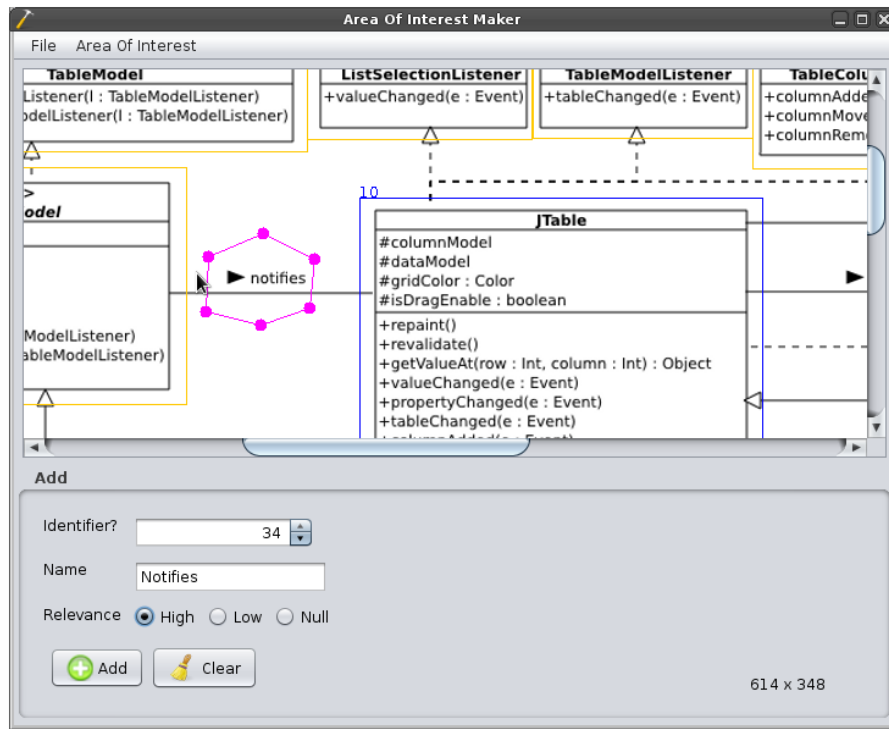 Area Of Interest Maker
File Area Of Interest
TableModel
Listener(l : TableModelListener)
odelListener(l : TableModelListener)
ListSelectionListener
+valueChanged(e : Event)
TableModelListener
+tableChanged(e : Event)
TableColu
+columnAdde
+columnMove
+columnRem
>
odel
ModelListener)
ableModelListener)
notifies
10
JTable
#columnModel
#dataModel
#gridColor : Color
#isDragEnable : boolean
+repaint()
+revalidate()
+getValueAt(row : Int, column : Int) : Object
+valueChanged(e : Event)
+propertyChanged(e : Event)
+tableChanged(e : Event)
+columnAdded(e : Event)
Add
Identifier? 34
Name Notifies
Relevance High Low Null
Add Clear
614 x 348